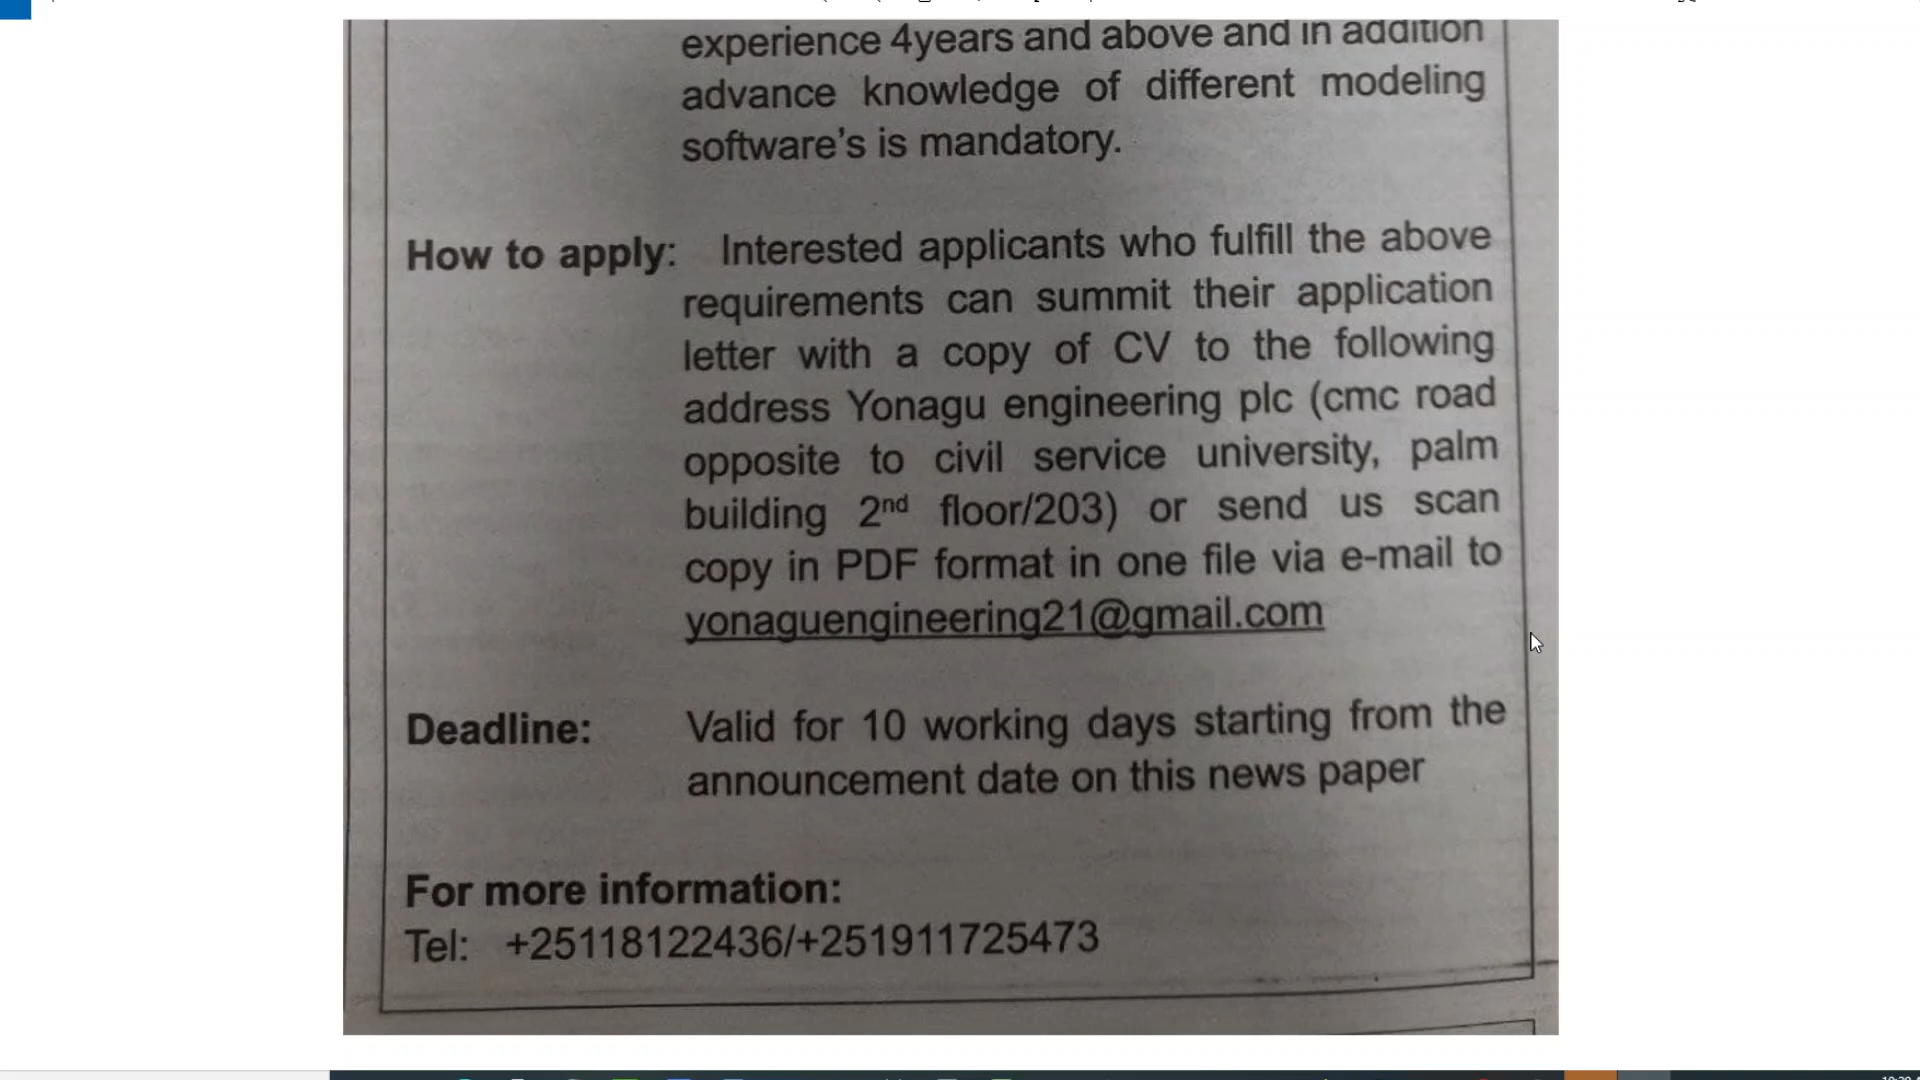 experience 4years and above and in addition
advance knowledge of different modeling
software's is mandatory.
How to apply: Interested applicants who fulfill the above
requirements can summit their application
letter with a copy of CV to the following
address Yonagu engineering plc (cmc road
opposite to civil service university, palm
building 2nd floor/203) or send us scan
copy in PDF format in one file via e-mail to
yonaguengineering21@gmail.com
Deadline: Valid for 10 working days starting from the
announcement date on this news paper
For more information:
Tel: +25118122436/+251911725473